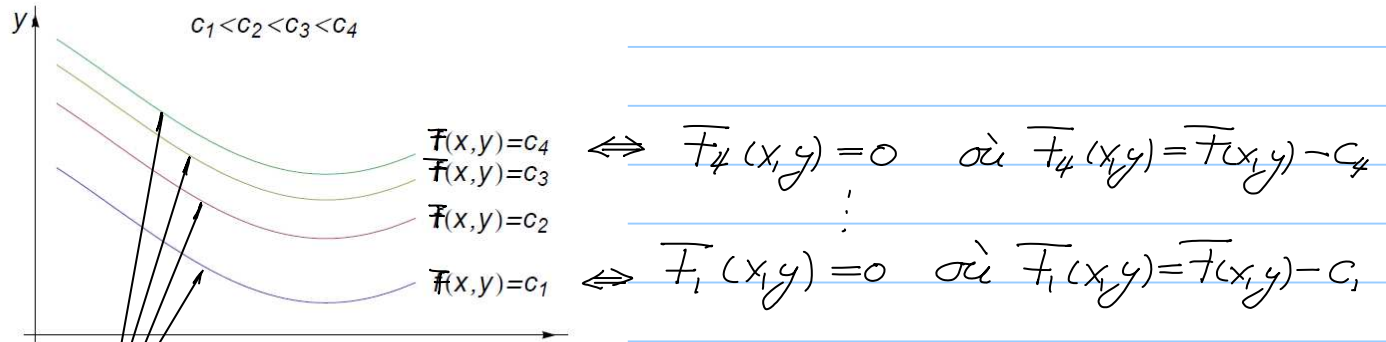 y
c₁<c₂<c₃<c₄
F(x,y)=c₄ ⇔ F₄(x,y)=0 où F₄(x,y)=F(x,y)-c₄
F(x,y)=c₃
⋮
F(x,y)=c₂
F(x,y)=c₁ ⇔ F₁(x,y)=0 où F₁(x,y)=F(x,y)-c₁